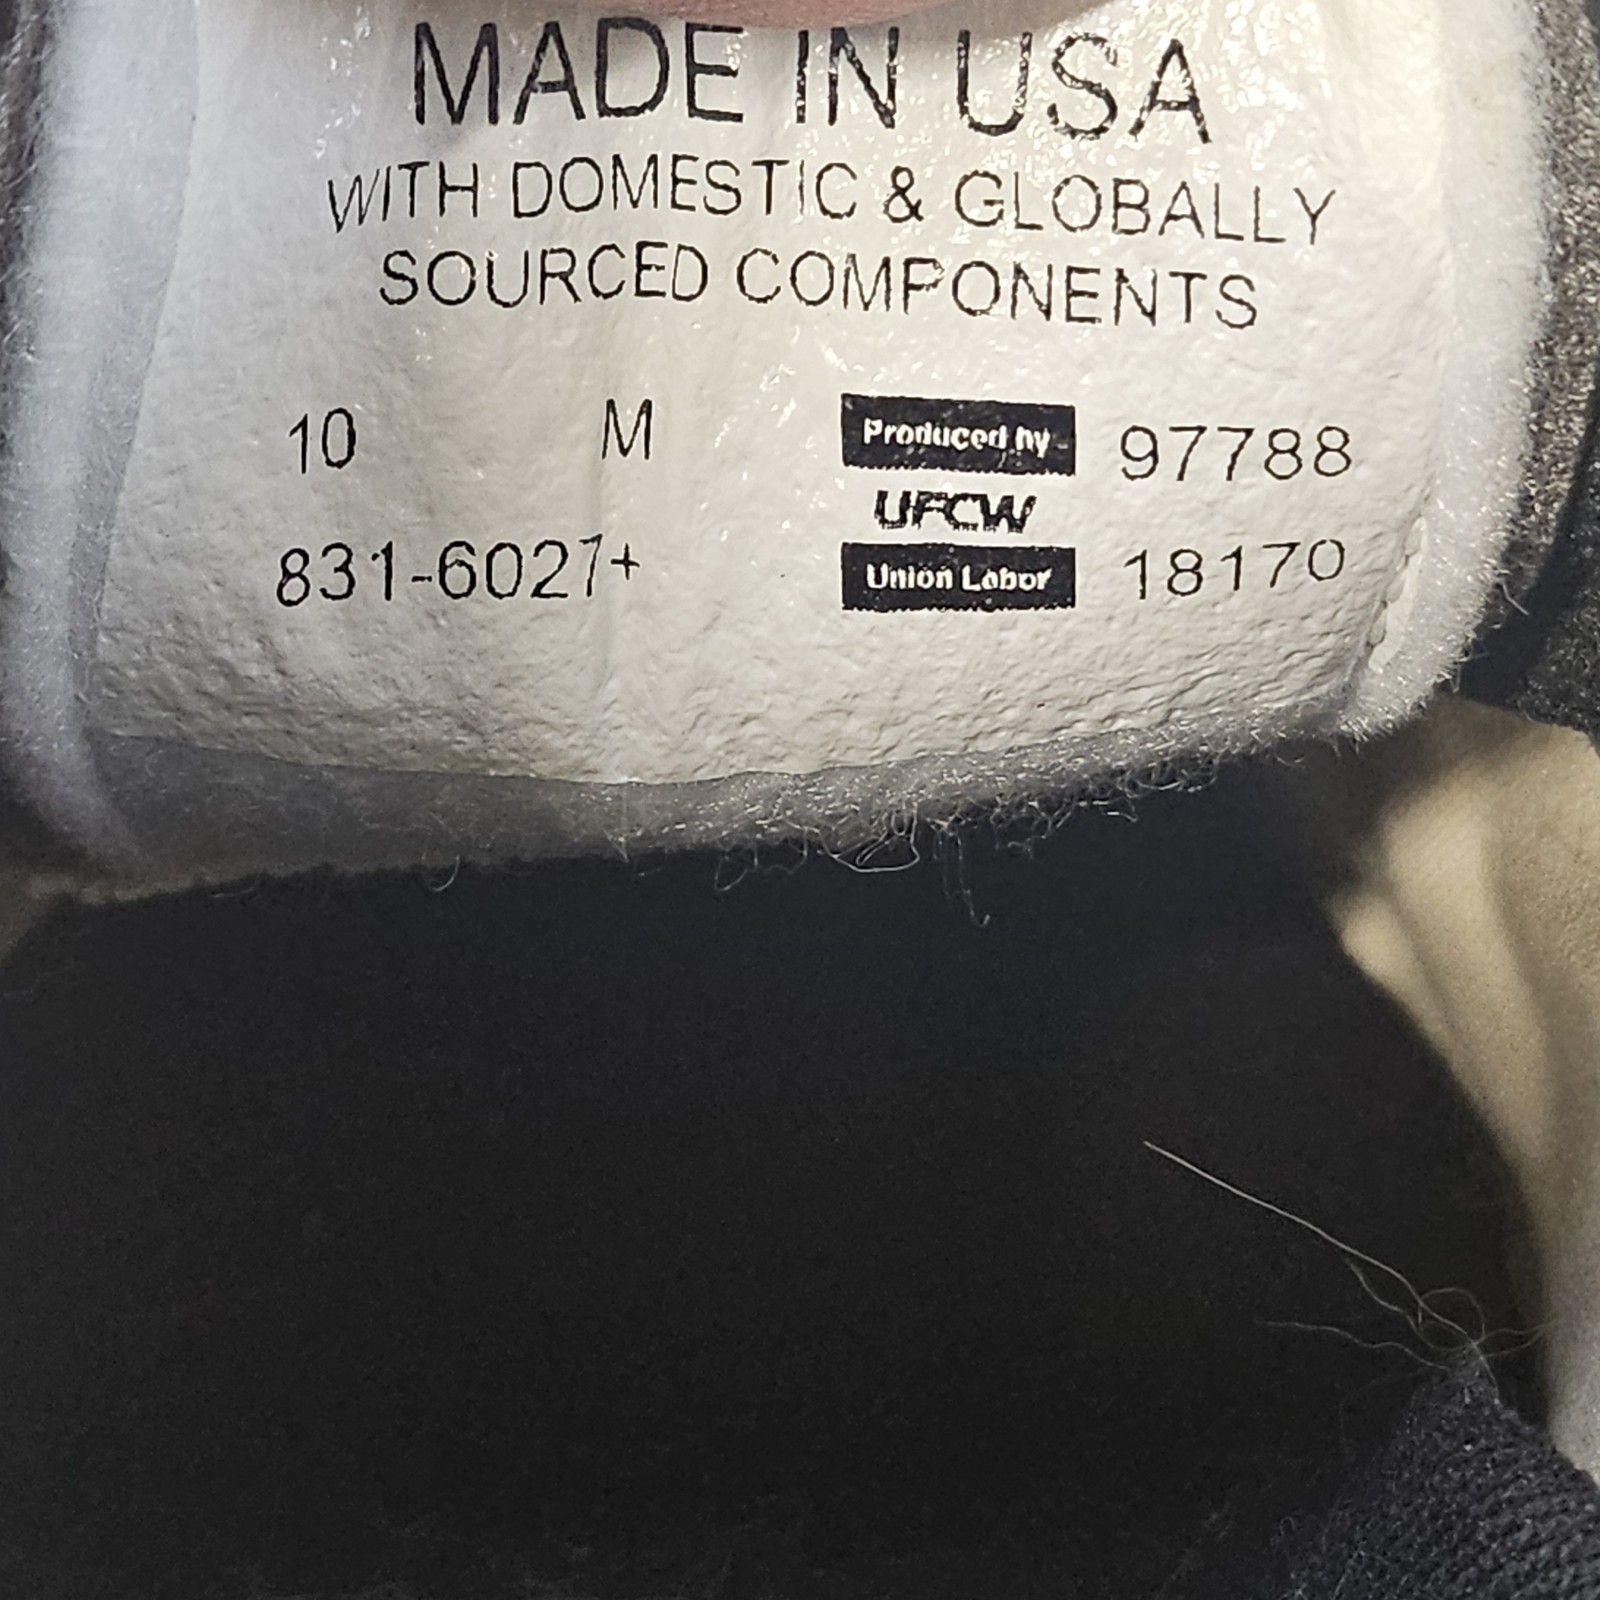 MADE IN USA
WITH DOMESTIC & GLOBALLY
SOURCED COMPONENTS
10 M Produced by 97788
UFCW
831-6027+ Union Labor 18170